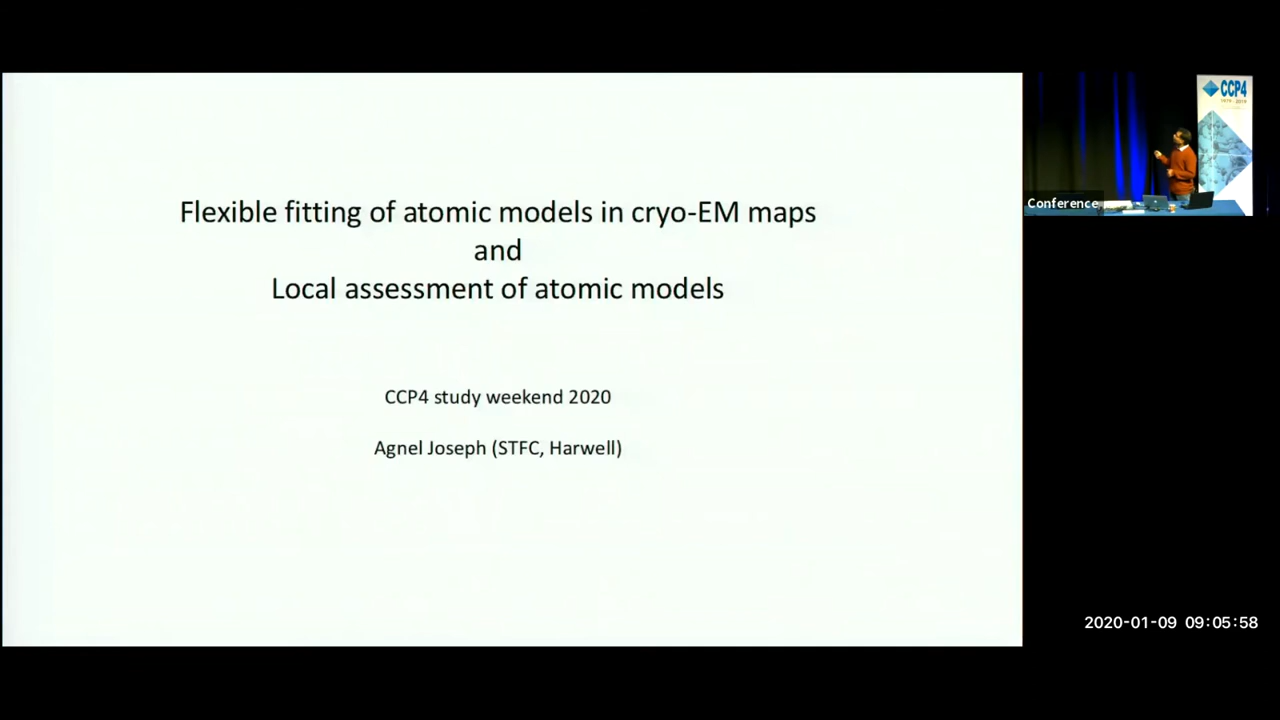 Flexible fitting of atomic models in cryo-EM maps
and
Local assessment of atomic models
CCP4 study weekend 2020
Agnel Joseph (STFC, Harwell)
CCP4
Conference
2020-01-09 09:05:58